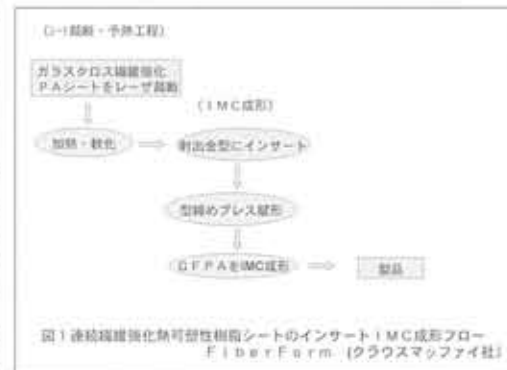 （シート裁断・予熱工程）
ガラスクロス繊維強化
ＰＡシートをレーザ裁断
（ＩＭＣ成形）
加熱・軟化
射出金型にインサート
型締めプレス賦形
ＧＦＰＡをIMC成形
製品
図１連続繊維強化熱可塑性樹脂シートのインサートＩＭＣ成形フロー
ＦｉｂｅｒＦｏｒｍ （クラウスマッファイ社）